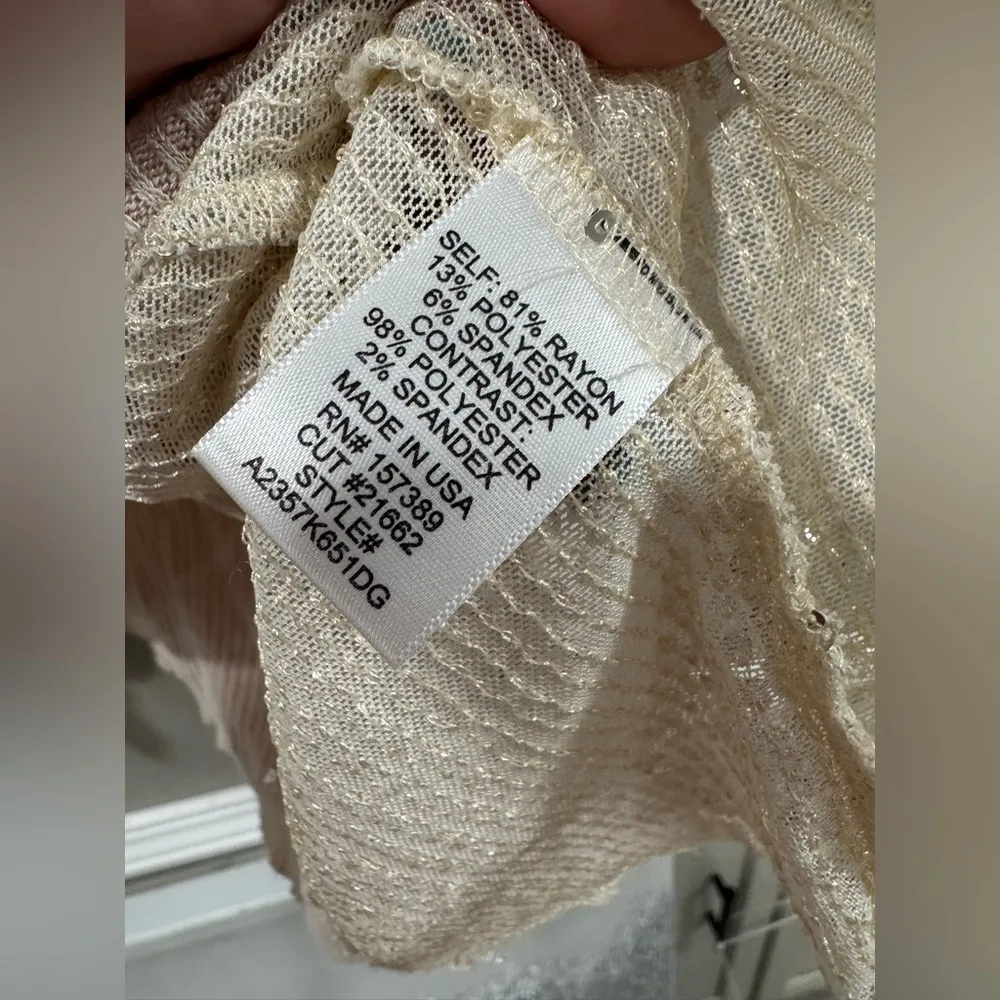 SELF: 81% RAYON
13% POLYESTER
6% SPANDEX
CONTRAST:
98% POLYESTER
2% SPANDEX
MADE IN USA
RN# 157389
CUT #21662
STYLE#
A2357K651DG